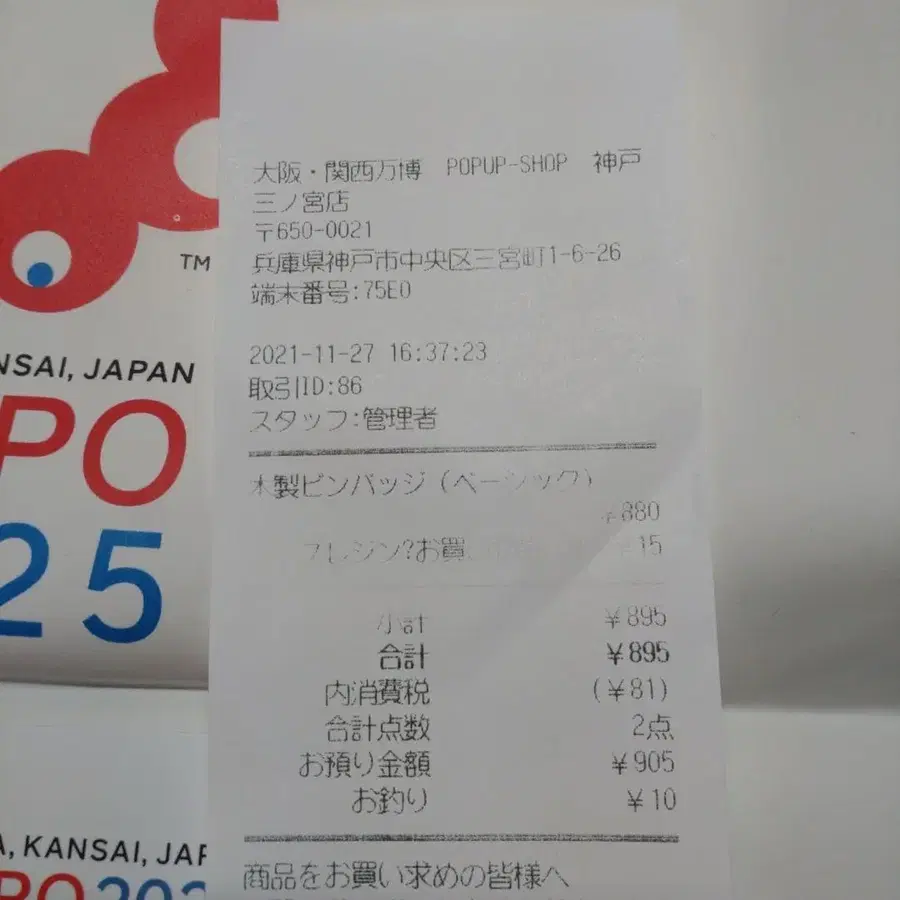 TM
NSAI, JAPAN
PO
25
A, KANSAI, JAP
PO202
大阪・関西万博 POPUP-SHOP 神戸
三ノ宮店
〒650-0021
兵庫県神戸市中央区三宮町1-6-26
端末番号:75E0
2021-11-27 16:37:23
取引ID:86
スタッフ:管理者
木製ピンバッジ(ベーシック)
¥880
?お買
¥15
小計 ¥895
合計 ¥895
内消費税 (¥81)
合計点数 2点
お預り金額 ¥905
お釣り ¥10
商品をお買い求めの皆様へ